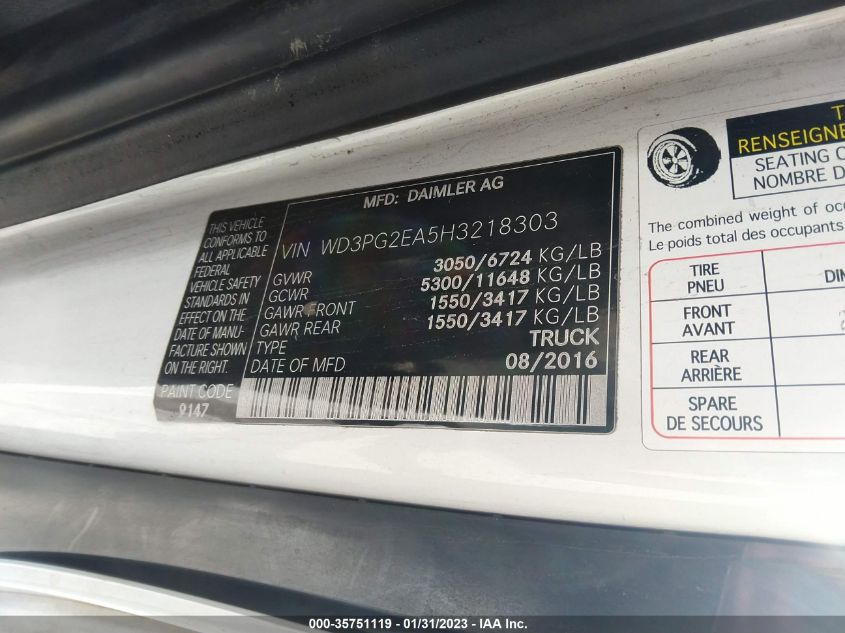 MFD: DAIMLER AG
THIS VEHICLE
CONFORMS TO
ALL APPLICABLE
FEDERAL
VEHICLE SAFETY
STANDARDS IN
EFFECT ON THE
DATE OF MANU-
FACTURE SHOWN
ON THE RIGHT.
PAINT CODE
9147
VIN WD3PG2EA5H3218303
GVWR 3050/6724 KG/LB
GCWR 5300/11648 KG/LB
GAWR FRONT 1550/3417 KG/LB
GAWR REAR 1550/3417 KG/LB
TYPE TRUCK
DATE OF MFD 08/2016
RENSEIGNE
SEATING C
NOMBRE D
The combined weight of occ
Le poids total des occupants
TIRE
PNEU
DIM
FRONT
AVANT
REAR
ARRIÈRE
SPARE
DE SECOURS
000-35751119 - 01/31/2023 - IAA Inc.